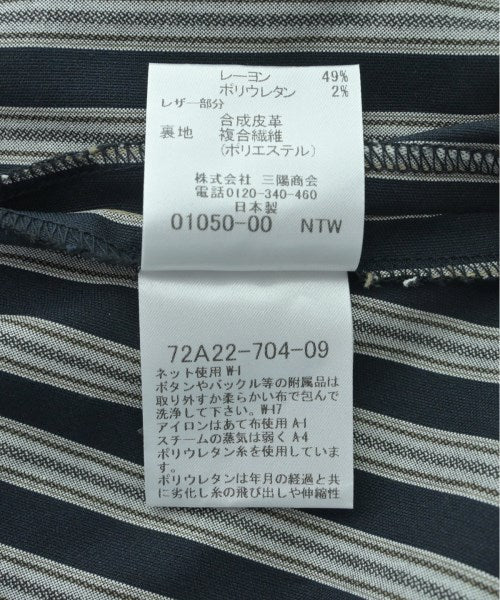 レーヨン 49%
ポリウレタン 2%
レザー部分
合成皮革
裏地 複合繊維
(ポリエステル)
株式会社 三陽商会
電話0120-340-460
日本製
01050-00 NTW
72A22-704-09
ネット使用 W-1
ボタンやバックル等の附属品は
取り外すか柔らかい布で包んで
洗浄して下さい。W-17
アイロンはあて布使用 A-1
スチームの蒸気は弱く A-4
ポリウレタン糸を使用していま
す。
ポリウレタンは年月の経過と共
に劣化し糸の飛び出しや伸縮性